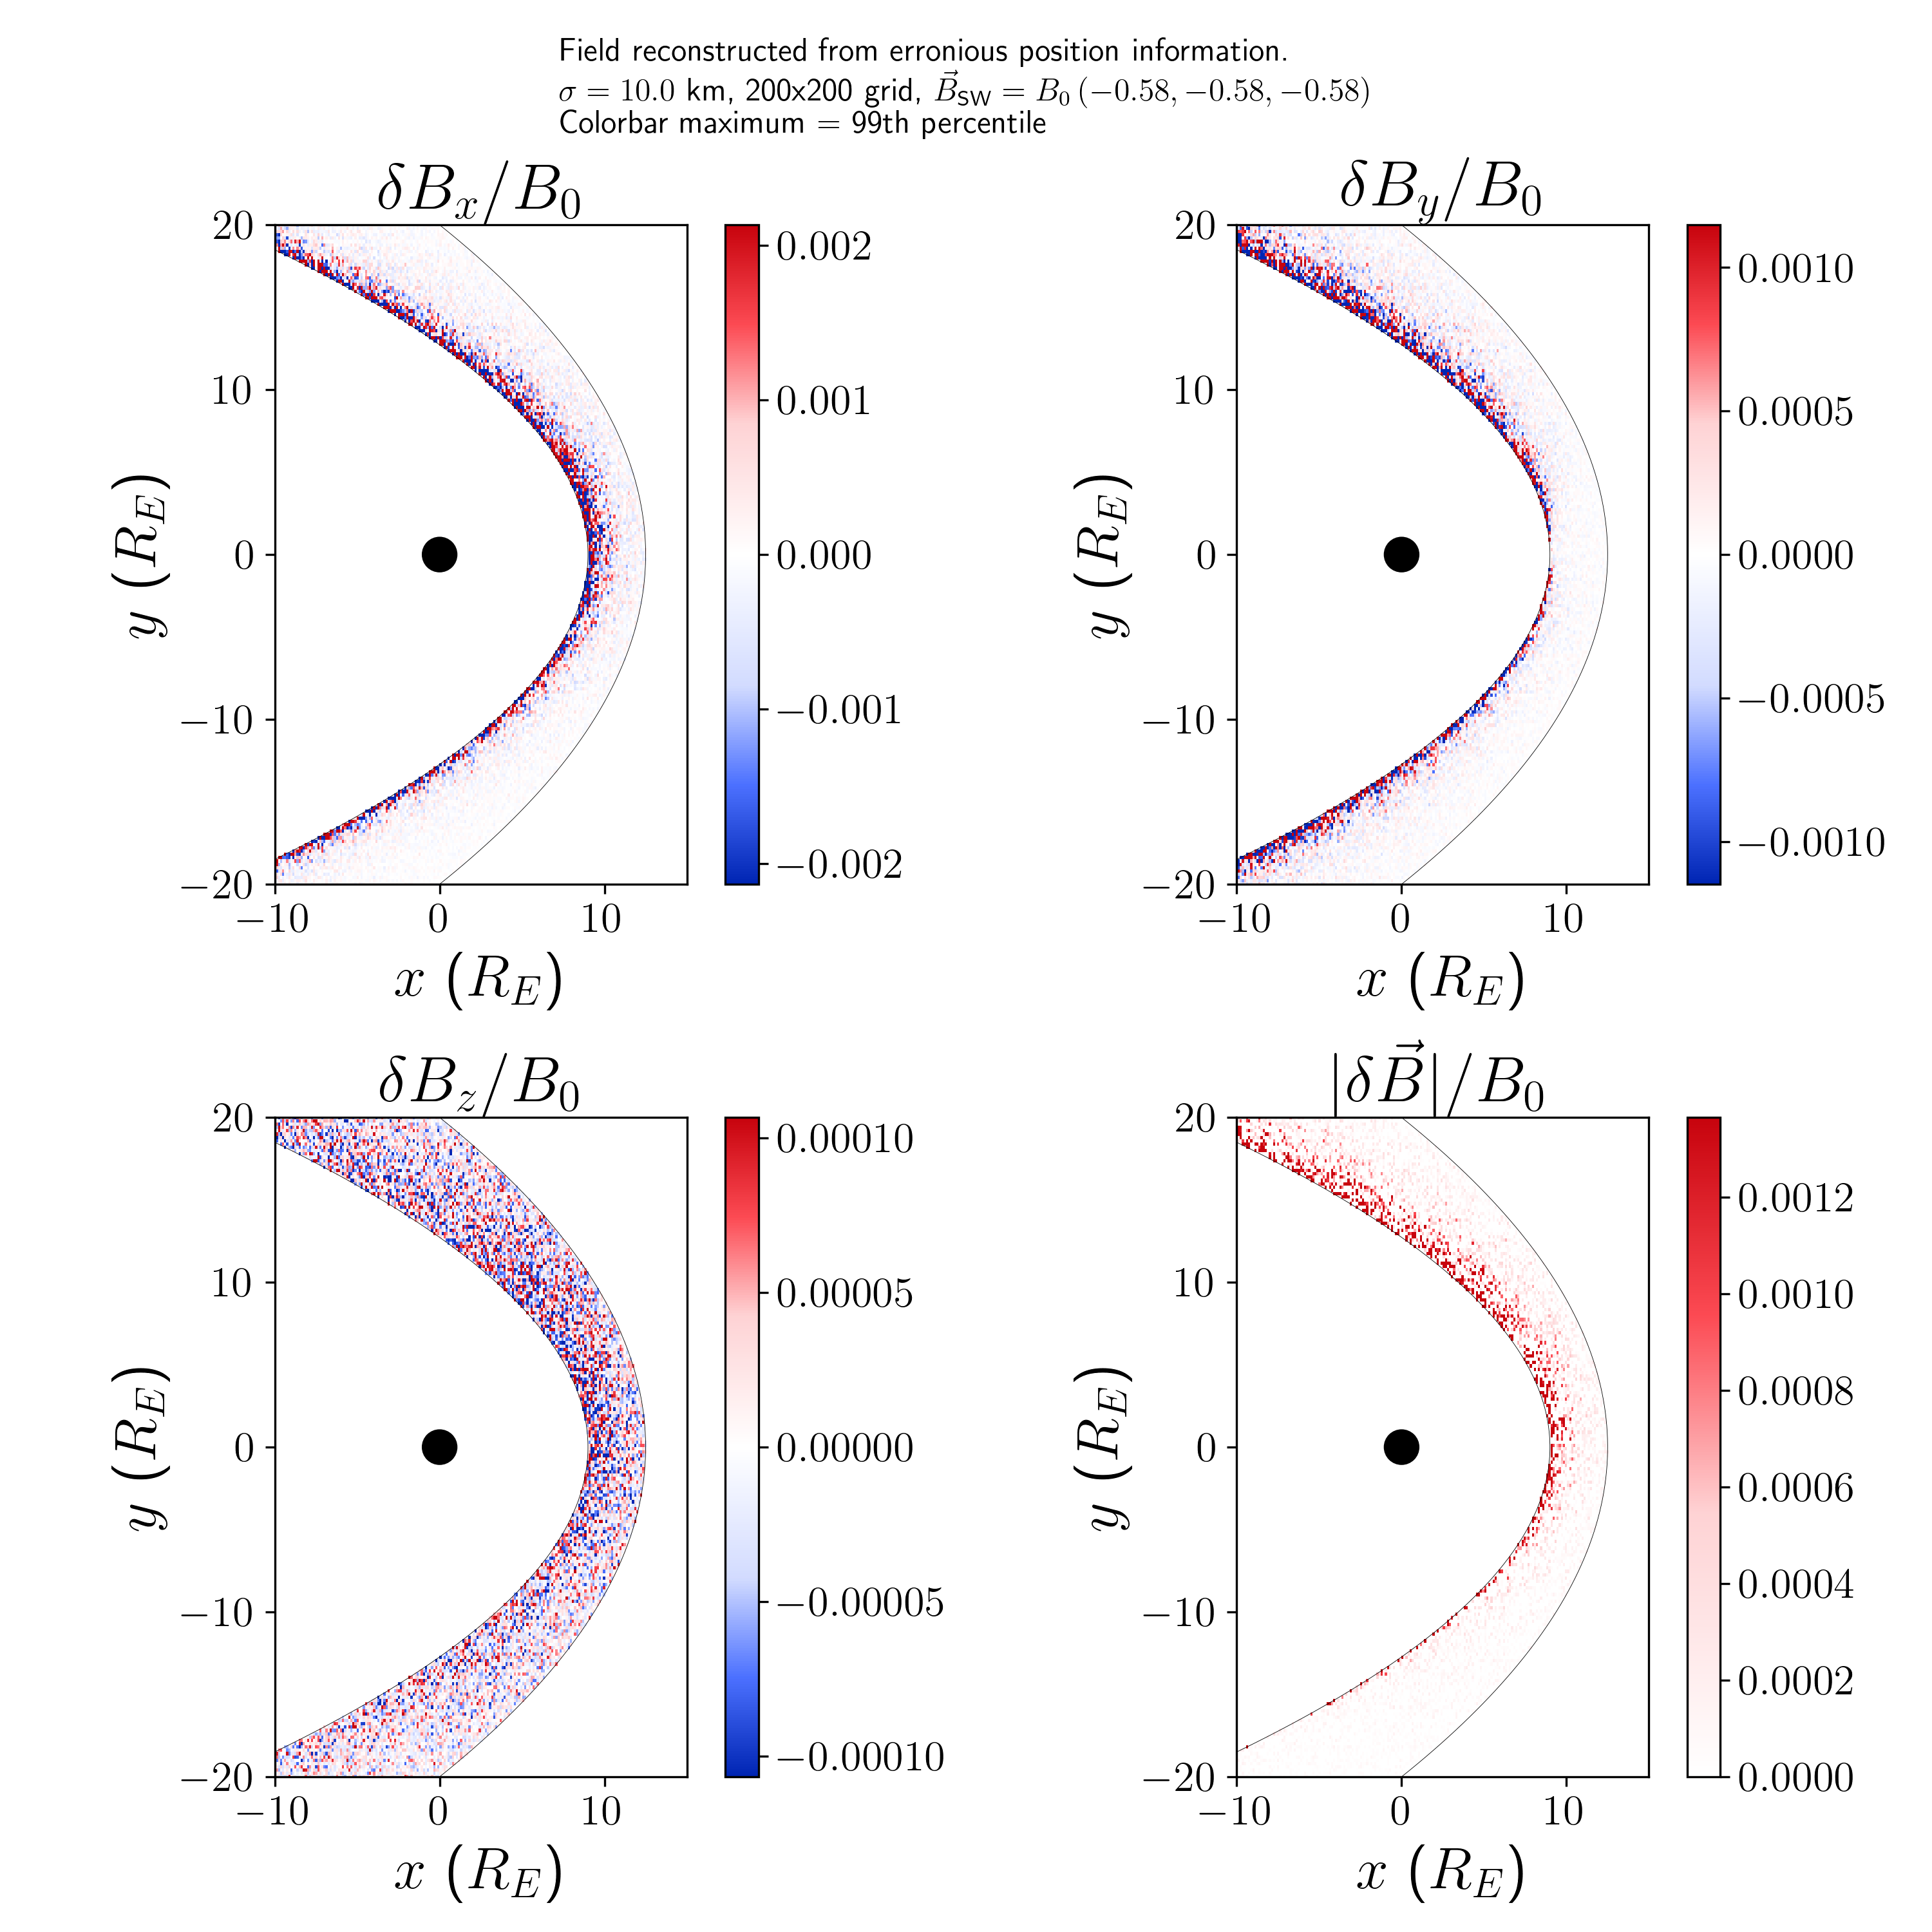 Field reconstructed from erronious position information.
σ = 10.0 km, 200x200 grid, B⃗_SW = B₀ (−0.58, −0.58, −0.58)
Colorbar maximum = 99th percentile
δB_x/B₀
20
10
0
−10
−20
y (R_E)
−10 0 10
x (R_E)
0.002
0.001
0.000
−0.001
−0.002
δB_y/B₀
20
10
0
−10
−20
y (R_E)
−10 0 10
x (R_E)
0.0010
0.0005
0.0000
−0.0005
−0.0010
δB_z/B₀
20
10
0
−10
−20
y (R_E)
−10 0 10
x (R_E)
0.00010
0.00005
0.00000
−0.00005
−0.00010
|δB⃗|/B₀
20
10
0
−10
−20
y (R_E)
−10 0 10
x (R_E)
0.0012
0.0010
0.0008
0.0006
0.0004
0.0002
0.0000